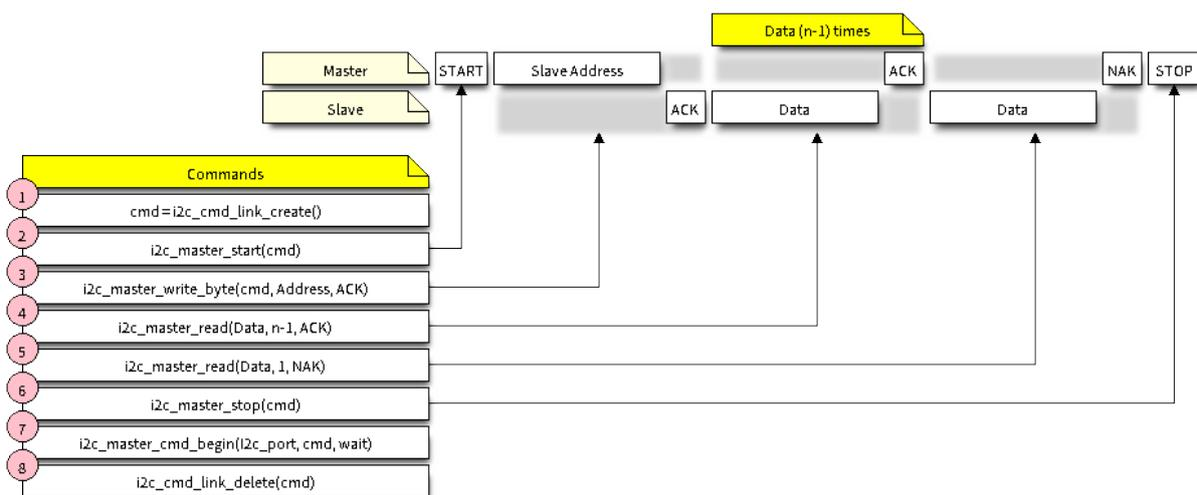 Data (n-1) times
Master START Slave Address ACK NAK STOP
Slave ACK Data Data
Commands
1 cmd = i2c_cmd_link_create()
2 i2c_master_start(cmd)
3 i2c_master_write_byte(cmd, Address, ACK)
4 i2c_master_read(Data, n-1, ACK)
5 i2c_master_read(Data, 1, NAK)
6 i2c_master_stop(cmd)
7 i2c_master_cmd_begin(I2c_port, cmd, wait)
8 i2c_cmd_link_delete(cmd)